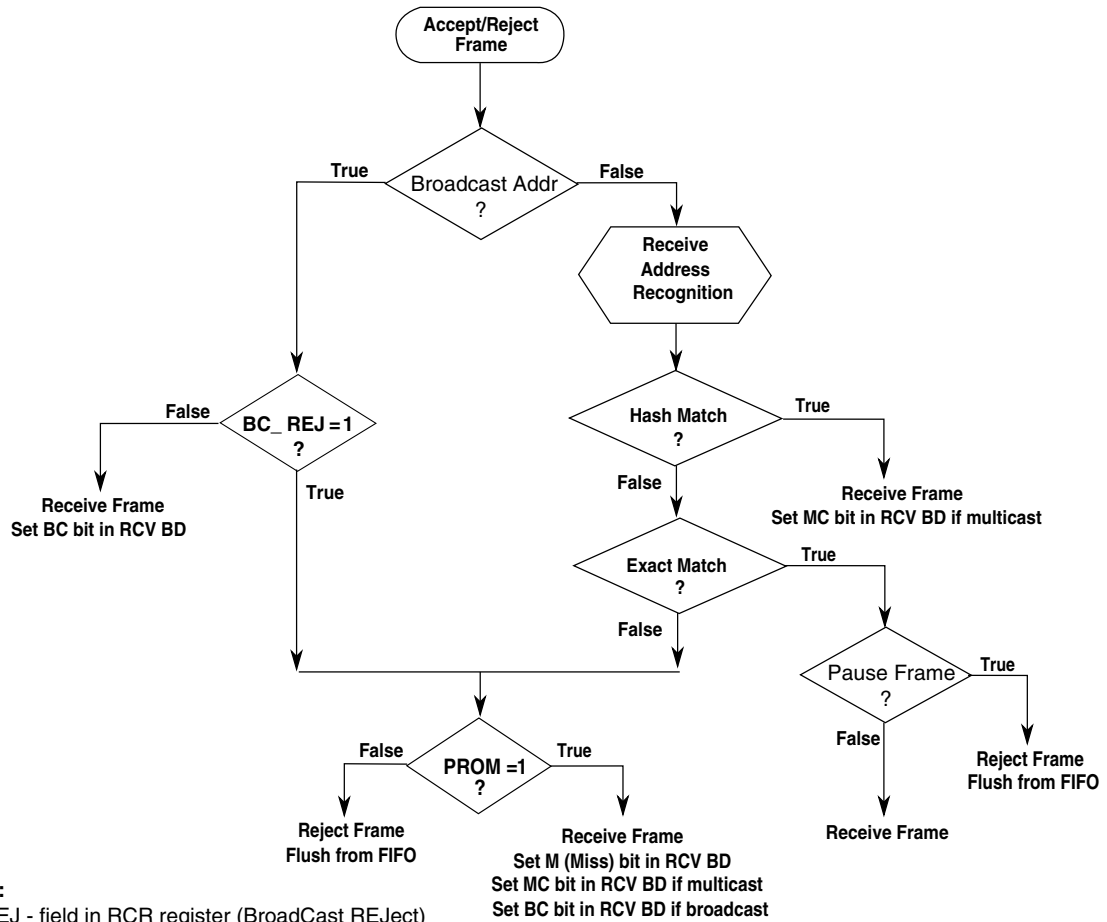 Accept/Reject
Frame
True
Broadcast Addr
?
False
Receive
Address
Recognition
False
BC_ REJ = 1
?
True
Receive Frame
Set BC bit in RCV BD
Hash Match
?
True
False
Receive Frame
Set MC bit in RCV BD if multicast
Exact Match
?
True
False
Pause Frame
?
True
False
Reject Frame
Flush from FIFO
Receive Frame
False
PROM =1
?
True
Reject Frame
Flush from FIFO
Receive Frame
Set M (Miss) bit in RCV BD
Set MC bit in RCV BD if multicast
Set BC bit in RCV BD if broadcast
:
EJ - field in RCR register (BroadCast REJect)